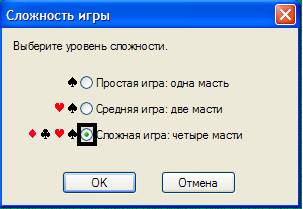 Сложность игры
Выберите уровень сложности.
Простая игра: одна масть
Средняя игра: две масти
Сложная игра: четыре масти
OK
Отмена